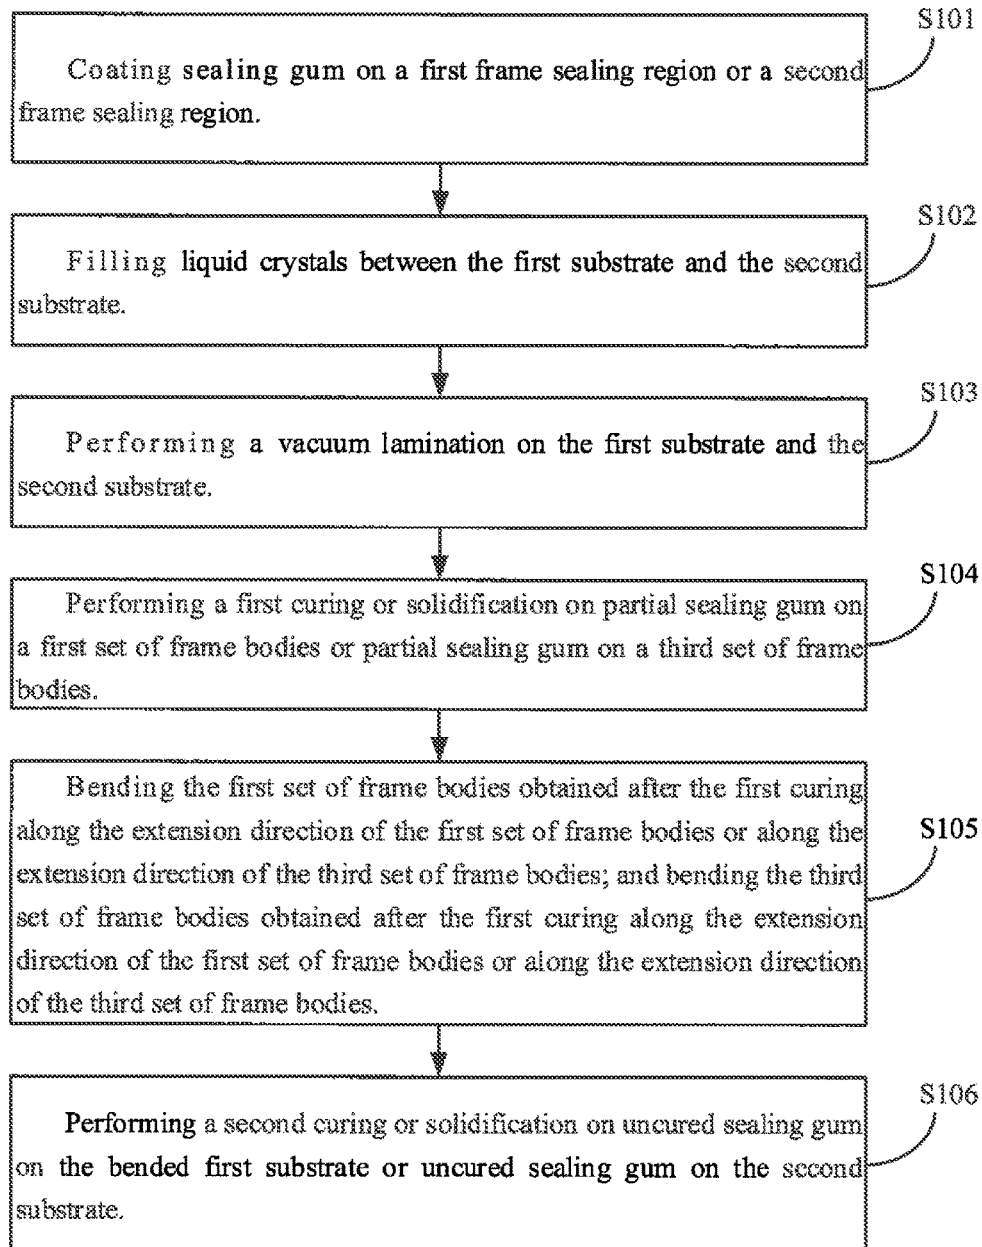 S101
Coating sealing gum on a first frame sealing region or a second
frame sealing region.
S102
Filling liquid crystals between the first substrate and the second
substrate.
S103
Performing a vacuum lamination on the first substrate and the
second substrate.
S104
Performing a first curing or solidification on partial sealing gum on
a first set of frame bodies or partial sealing gum on a third set of frame
bodies.
S105
Bending the first set of frame bodies obtained after the first curing
along the extension direction of the first set of frame bodies or along the
extension direction of the third set of frame bodies; and bending the third
set of frame bodies obtained after the first curing along the extension
direction of the first set of frame bodies or along the extension direction
of the third set of frame bodies.
S106
Performing a second curing or solidification on uncured sealing gum
on the bended first substrate or uncured sealing gum on the second
substrate.